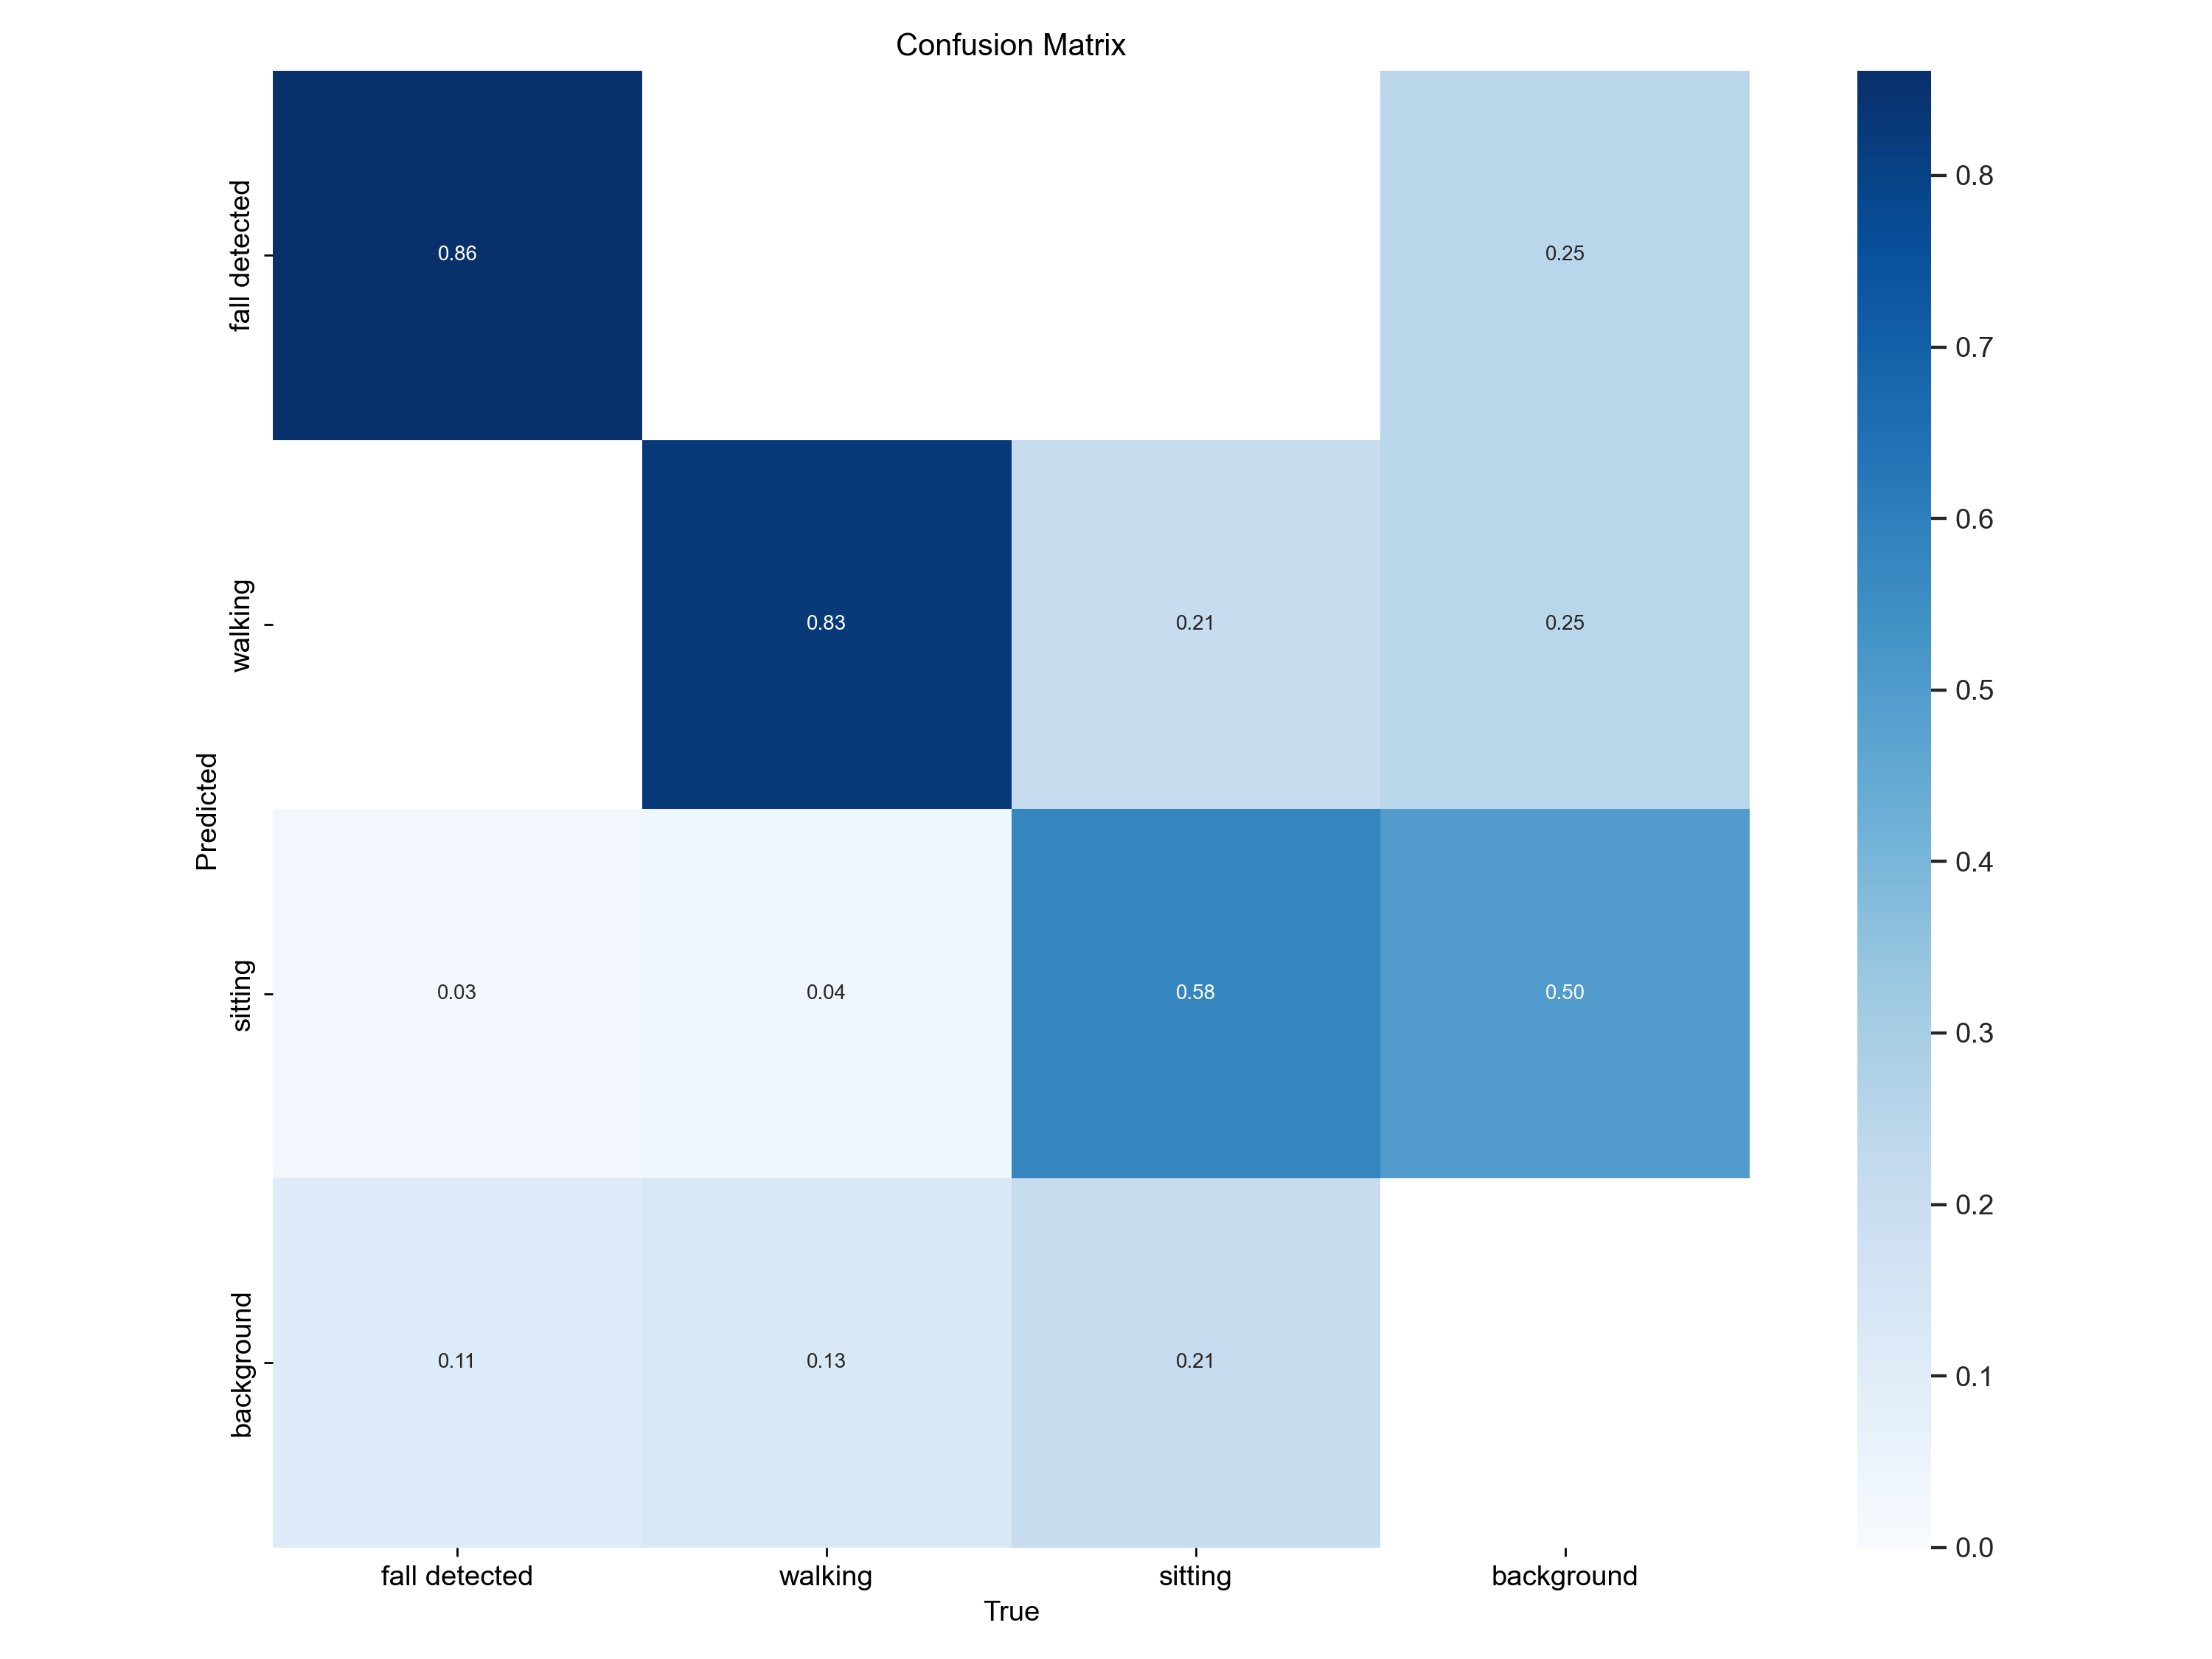 Confusion Matrix
fall detected
0.86
0.25
walking
0.83
0.21
0.25
Predicted
sitting
0.03
0.04
0.58
0.50
background
0.11
0.13
0.21
fall detected
walking
sitting
background
True
0.8
0.7
0.6
0.5
0.4
0.3
0.2
0.1
0.0